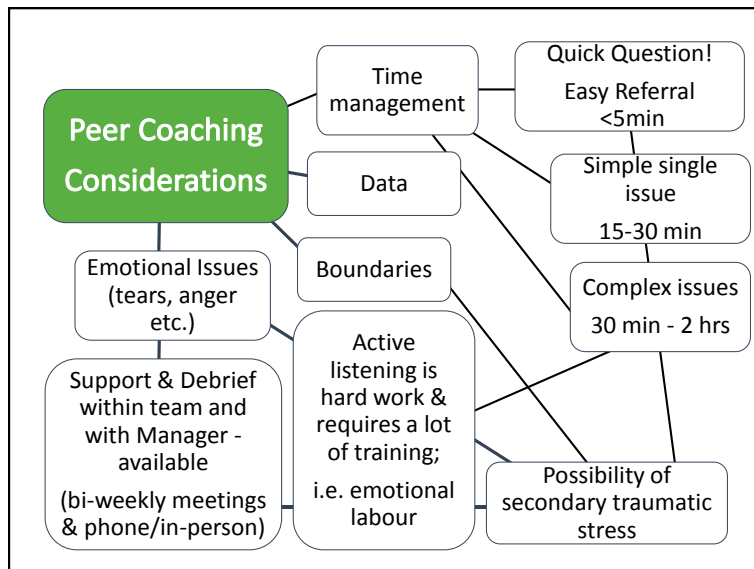 Peer Coaching
Considerations
Time
management
Quick Question!
Easy Referral
<5min
Data
Simple single
issue
15-30 min
Boundaries
Emotional Issues
(tears, anger
etc.)
Complex issues
30 min - 2 hrs
Support & Debrief
within team and
with Manager -
available
(bi-weekly meetings
& phone/in-person)
Active
listening is
hard work &
requires a lot
of training;
i.e. emotional
labour
Possibility of
secondary traumatic
stress